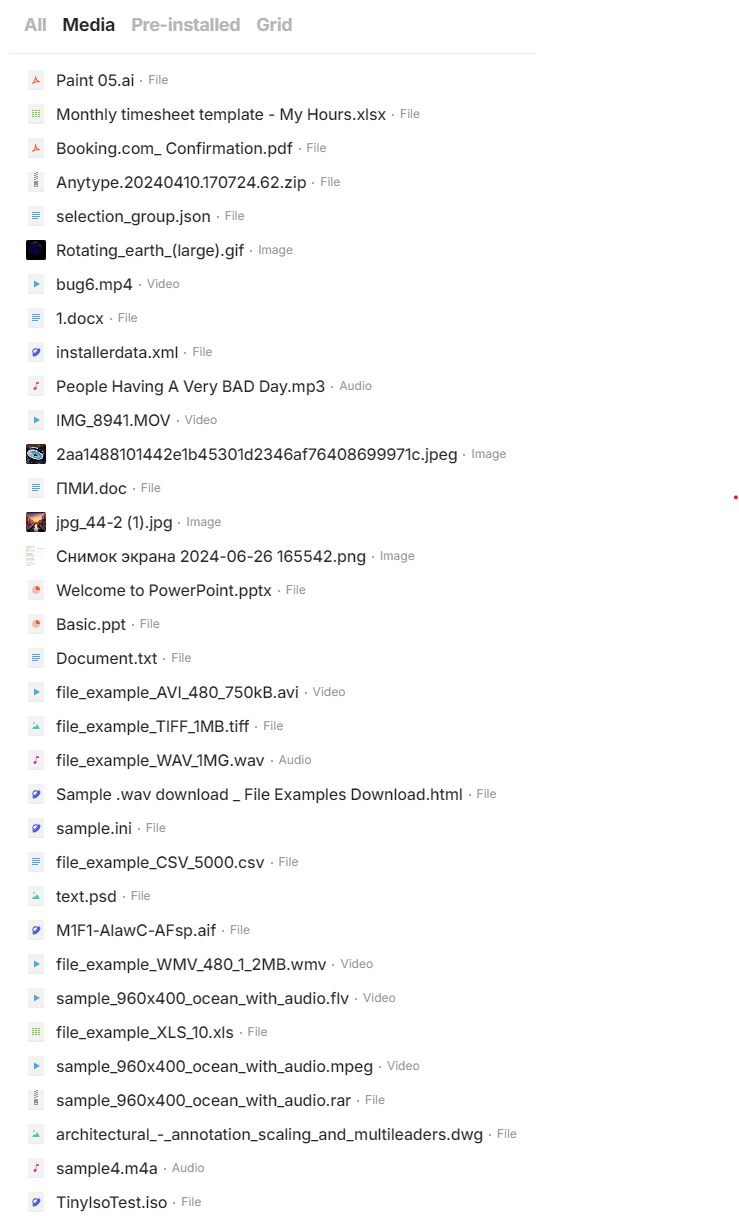 All Media Pre-installed Grid
Paint 05.ai · File
Monthly timesheet template - My Hours.xlsx · File
Booking.com_ Confirmation.pdf · File
Anytype.20240410.170724.62.zip · File
selection_group.json · File
Rotating_earth_(large).gif · Image
bug6.mp4 · Video
1.docx · File
installerdata.xml · File
People Having A Very BAD Day.mp3 · Audio
IMG_8941.MOV · Video
2aa1488101442e1b45301d2346af76408699971c.jpeg · Image
ПМИ.doc · File
jpg_44-2 (1).jpg · Image
Снимок экрана 2024-06-26 165542.png · Image
Welcome to PowerPoint.pptx · File
Basic.ppt · File
Document.txt · File
file_example_AVI_480_750kB.avi · Video
file_example_TIFF_1MB.tiff · File
file_example_WAV_1MG.wav · Audio
Sample .wav download _ File Examples Download.html · File
sample.ini · File
file_example_CSV_5000.csv · File
text.psd · File
M1F1-AlawC-AFsp.aif · File
file_example_WMV_480_1_2MB.wmv · Video
sample_960x400_ocean_with_audio.flv · Video
file_example_XLS_10.xls · File
sample_960x400_ocean_with_audio.mpeg · Video
sample_960x400_ocean_with_audio.rar · File
architectural_-_annotation_scaling_and_multileaders.dwg · File
sample4.m4a · Audio
TinyIsoTest.iso · File